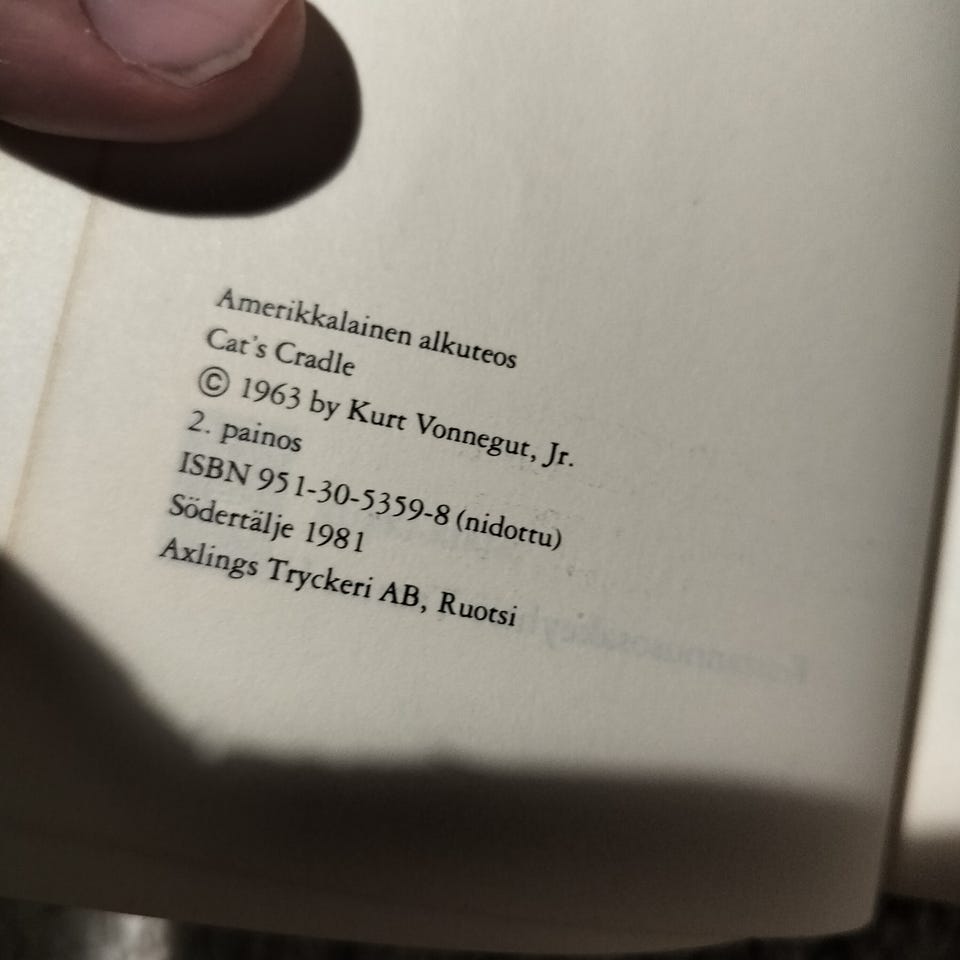 Amerikkalainen alkuteos
Cat's Cradle
© 1963 by Kurt Vonnegut, Jr.
2. painos
ISBN 951-30-5359-8 (nidottu)
Södertälje 1981
Axlings Tryckeri AB, Ruotsi